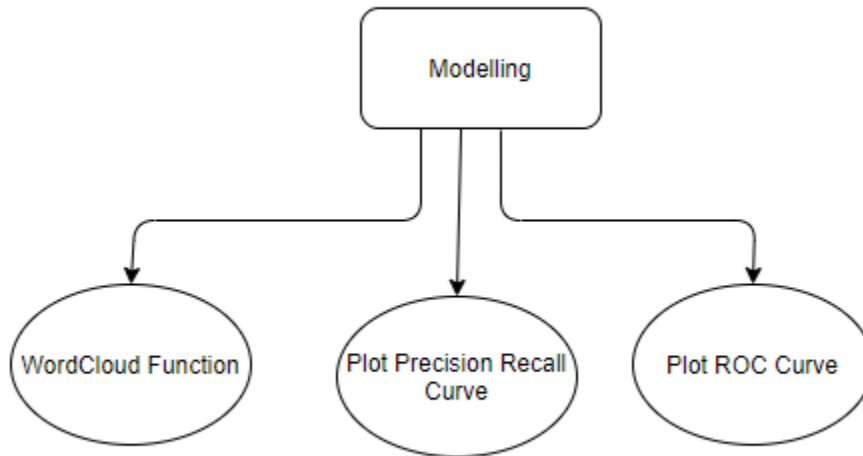 Modelling
WordCloud Function
Plot Precision Recall
Curve
Plot ROC Curve